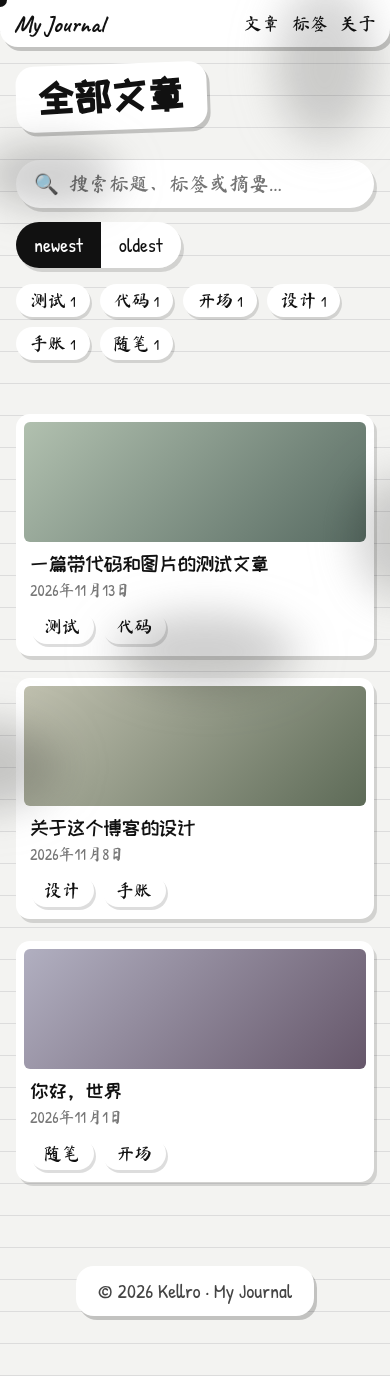 My Journal 文章 标签 关于
全部文章
🔍 搜索标题、标签或摘要...
newest oldest
测试 1 代码 1 开场 1 设计 1
手账 1 随笔 1
一篇带代码和图片的测试文章
2026年11月13日
测试 代码
关于这个博客的设计
2026年11月8日
设计 手账
你好，世界
2026年11月1日
随笔 开场
© 2026 Kellro · My Journal